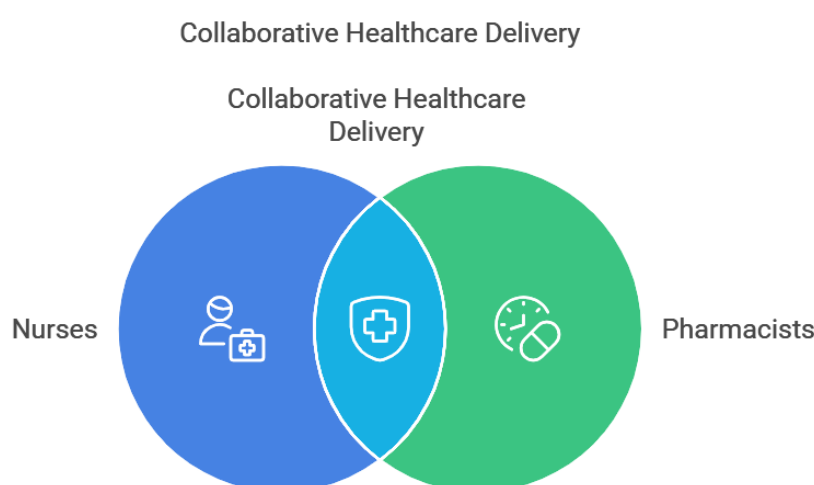 Collaborative Healthcare Delivery
Collaborative Healthcare
Delivery
Nurses
Pharmacists